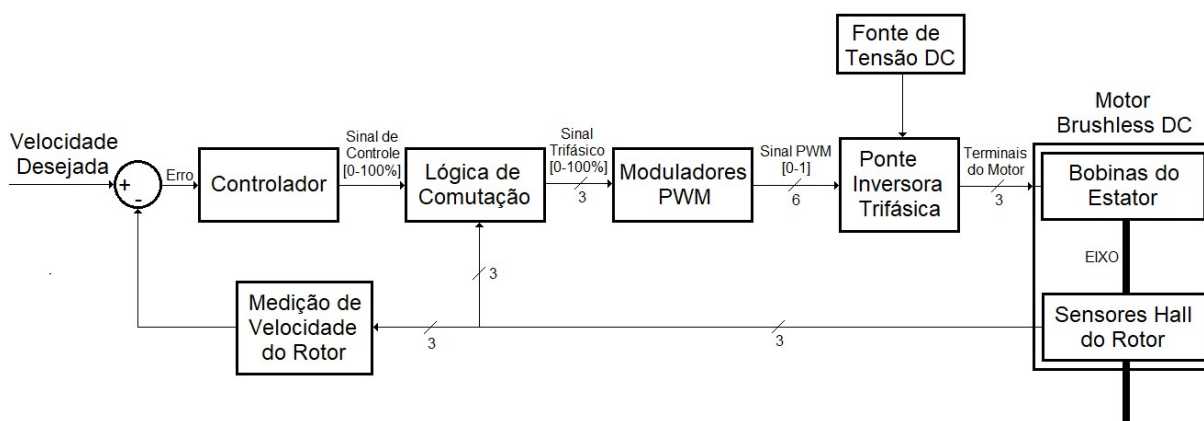 Fonte de
Tensão DC
Motor
Brushless DC
Velocidade
Desejada
+
-
Erro
Controlador
Sinal de
Controle
[0-100%]
Lógica de
Comutação
Sinal
Trifásico
[0-100%]
3
Moduladores
PWM
Sinal PWM
[0-1]
6
Ponte
Inversora
Trifásica
Terminais
do Motor
3
Bobinas do
Estator
EIXO
3
Medição de
Velocidade
do Rotor
3
3
Sensores Hall
do Rotor